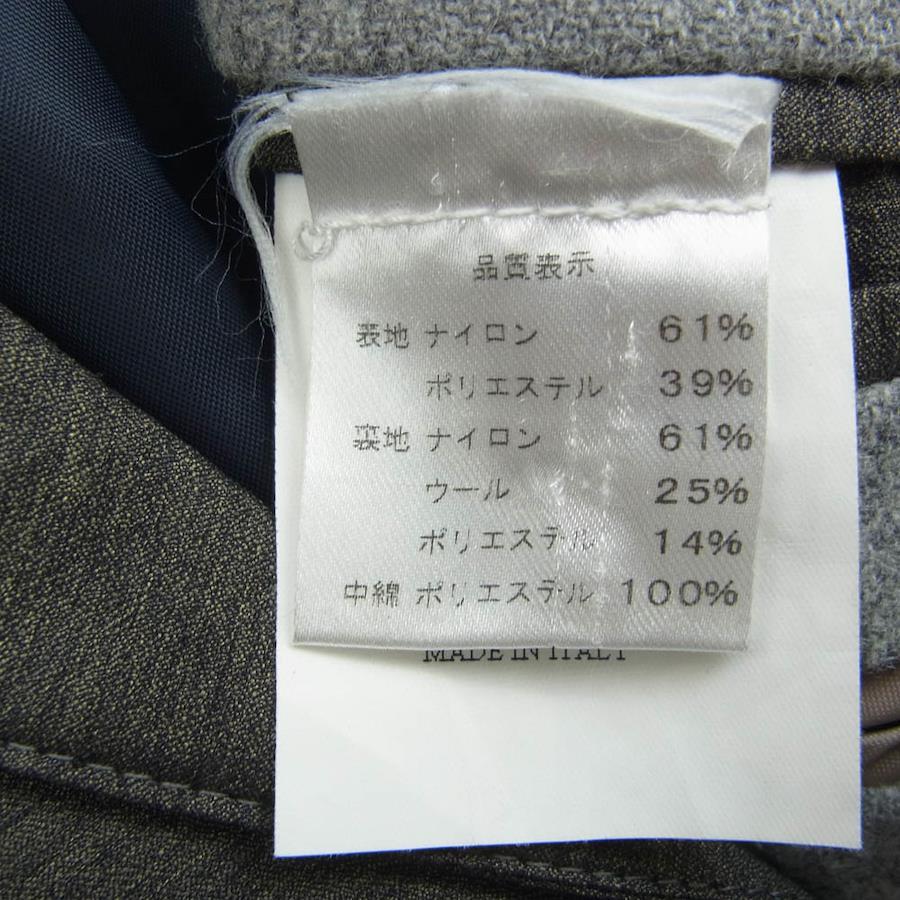 品質表示
表地 ナイロン 61%
ポリエステル 39%
裏地 ナイロン 61%
ウール 25%
ポリエステル 14%
中綿 ポリエステル 100%
MADE IN ITALY